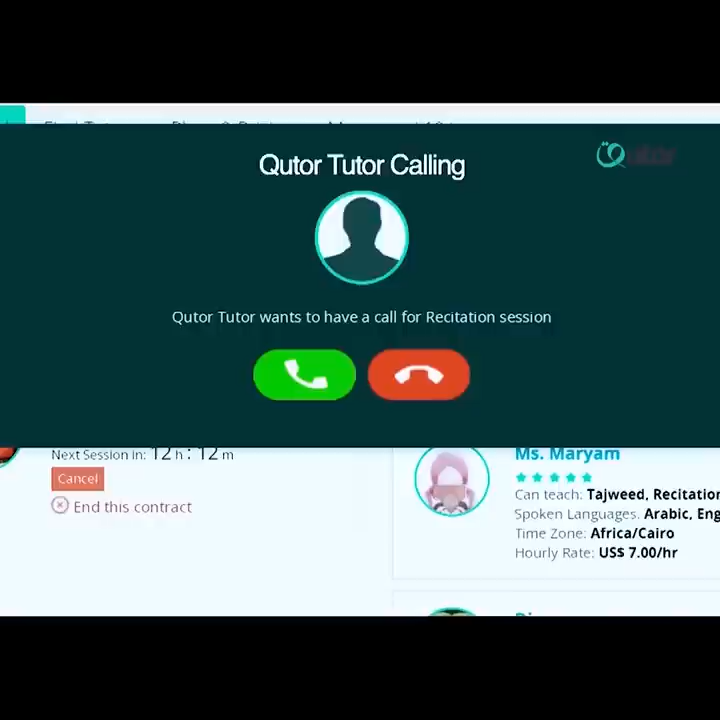 Qutor Tutor Calling
Qutor Tutor wants to have a call for Recitation session
Next Session in: 12 h : 12 m
Cancel
End this contract
Ms. Maryam
Can teach: Tajweed, Recitation
Spoken Languages. Arabic, Eng
Time Zone: Africa/Cairo
Hourly Rate: US$ 7.00/hr